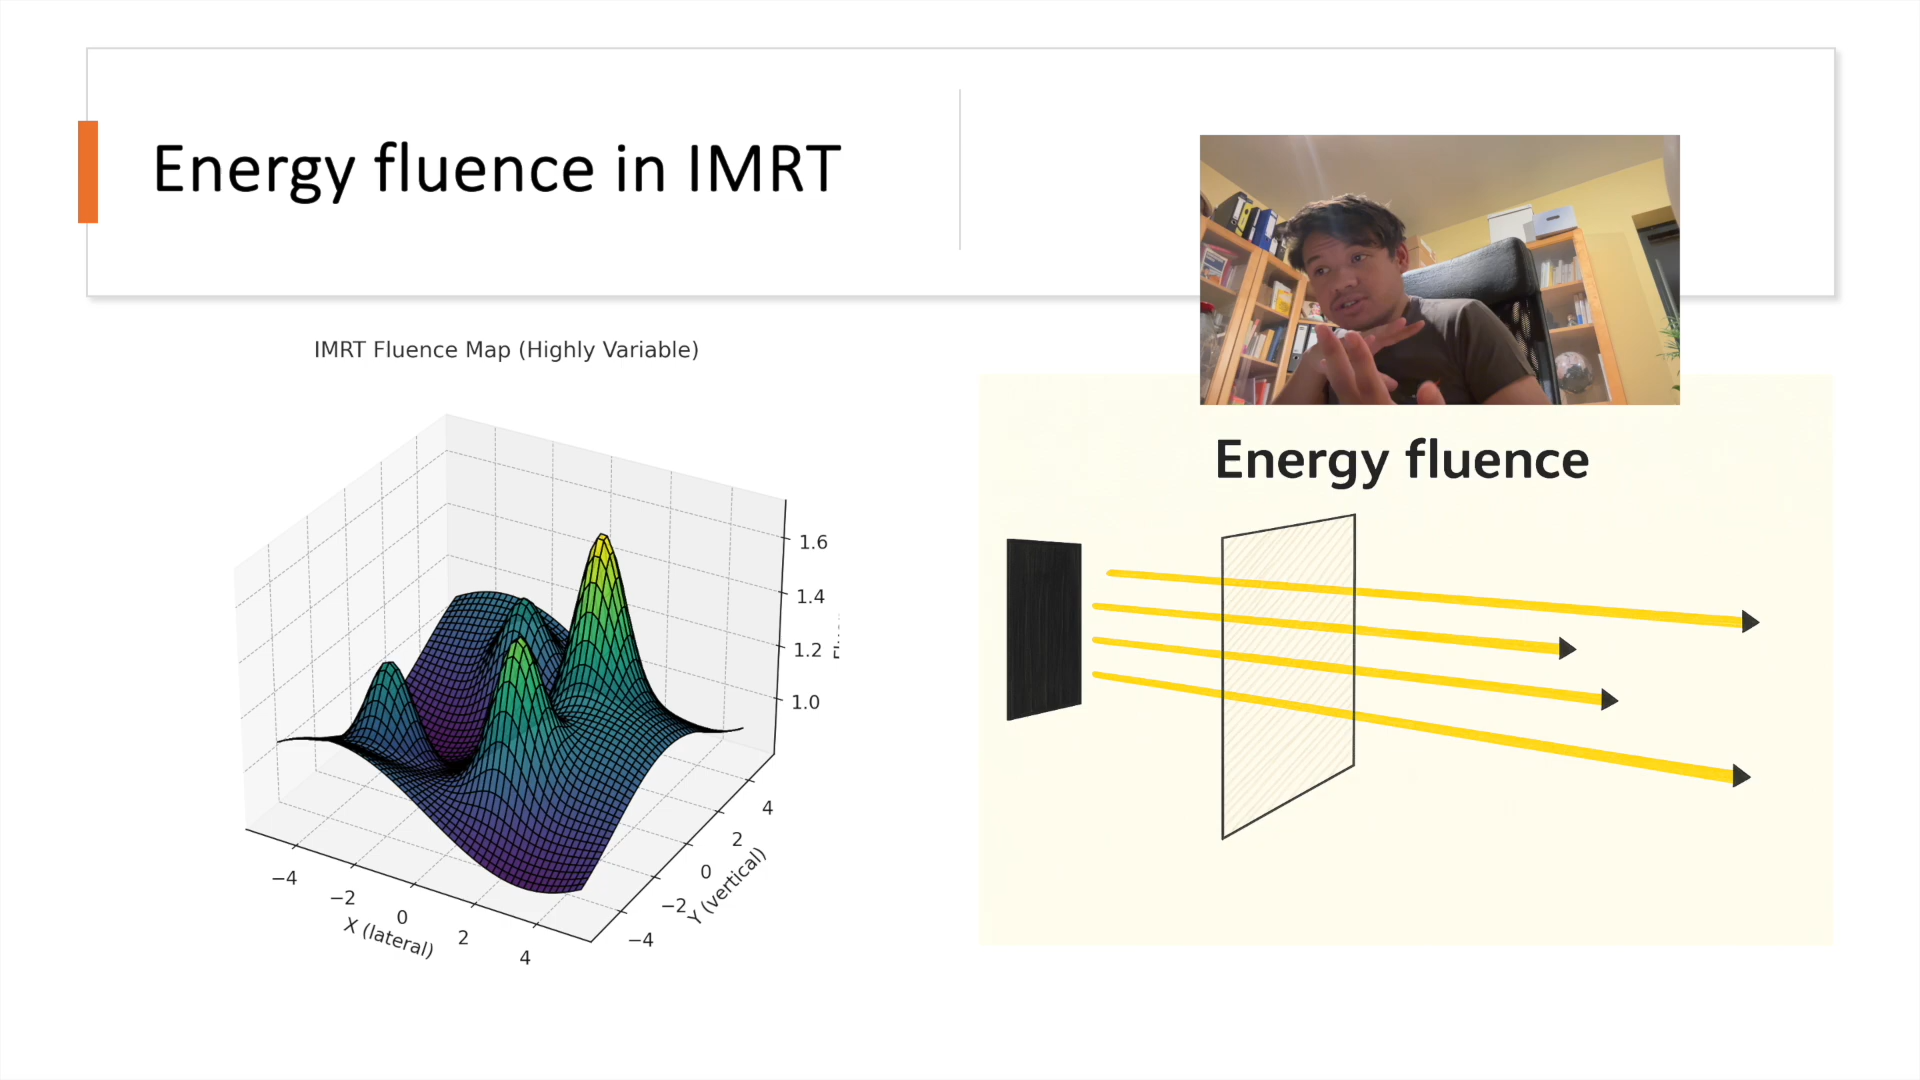 Energy fluence in IMRT
IMRT Fluence Map (Highly Variable)
1.6
1.4
1.2
1.0
4
2
0
−2
−4
Y (vertical)
−4
−2
0
2
4
X (lateral)
Energy fluence